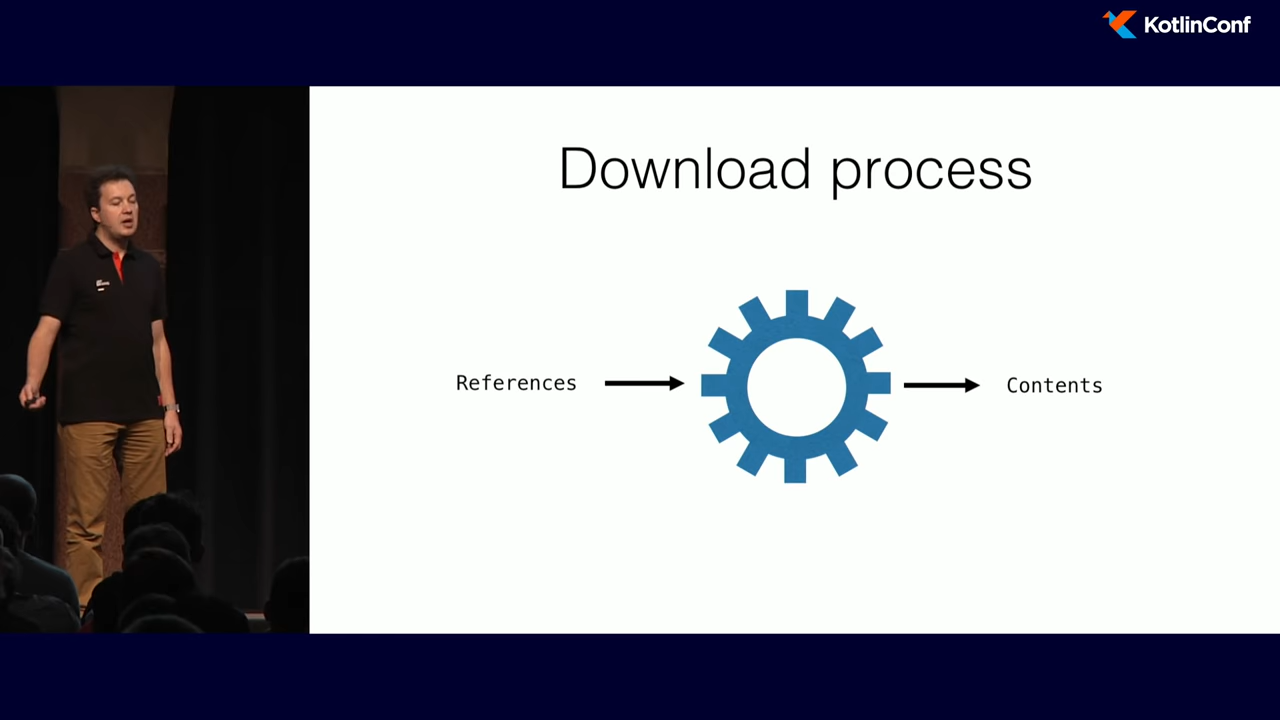 KotlinConf
Download process
References
Contents